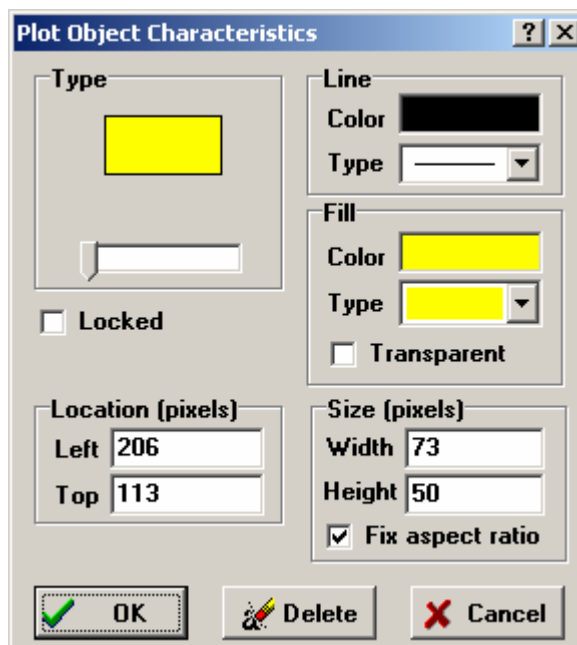 Plot Object Characteristics
Type
Locked
Line
Color
Type
Fill
Color
Type
Transparent
Location (pixels)
Left 206
Top 113
Size (pixels)
Width 73
Height 50
Fix aspect ratio
OK
Delete
Cancel